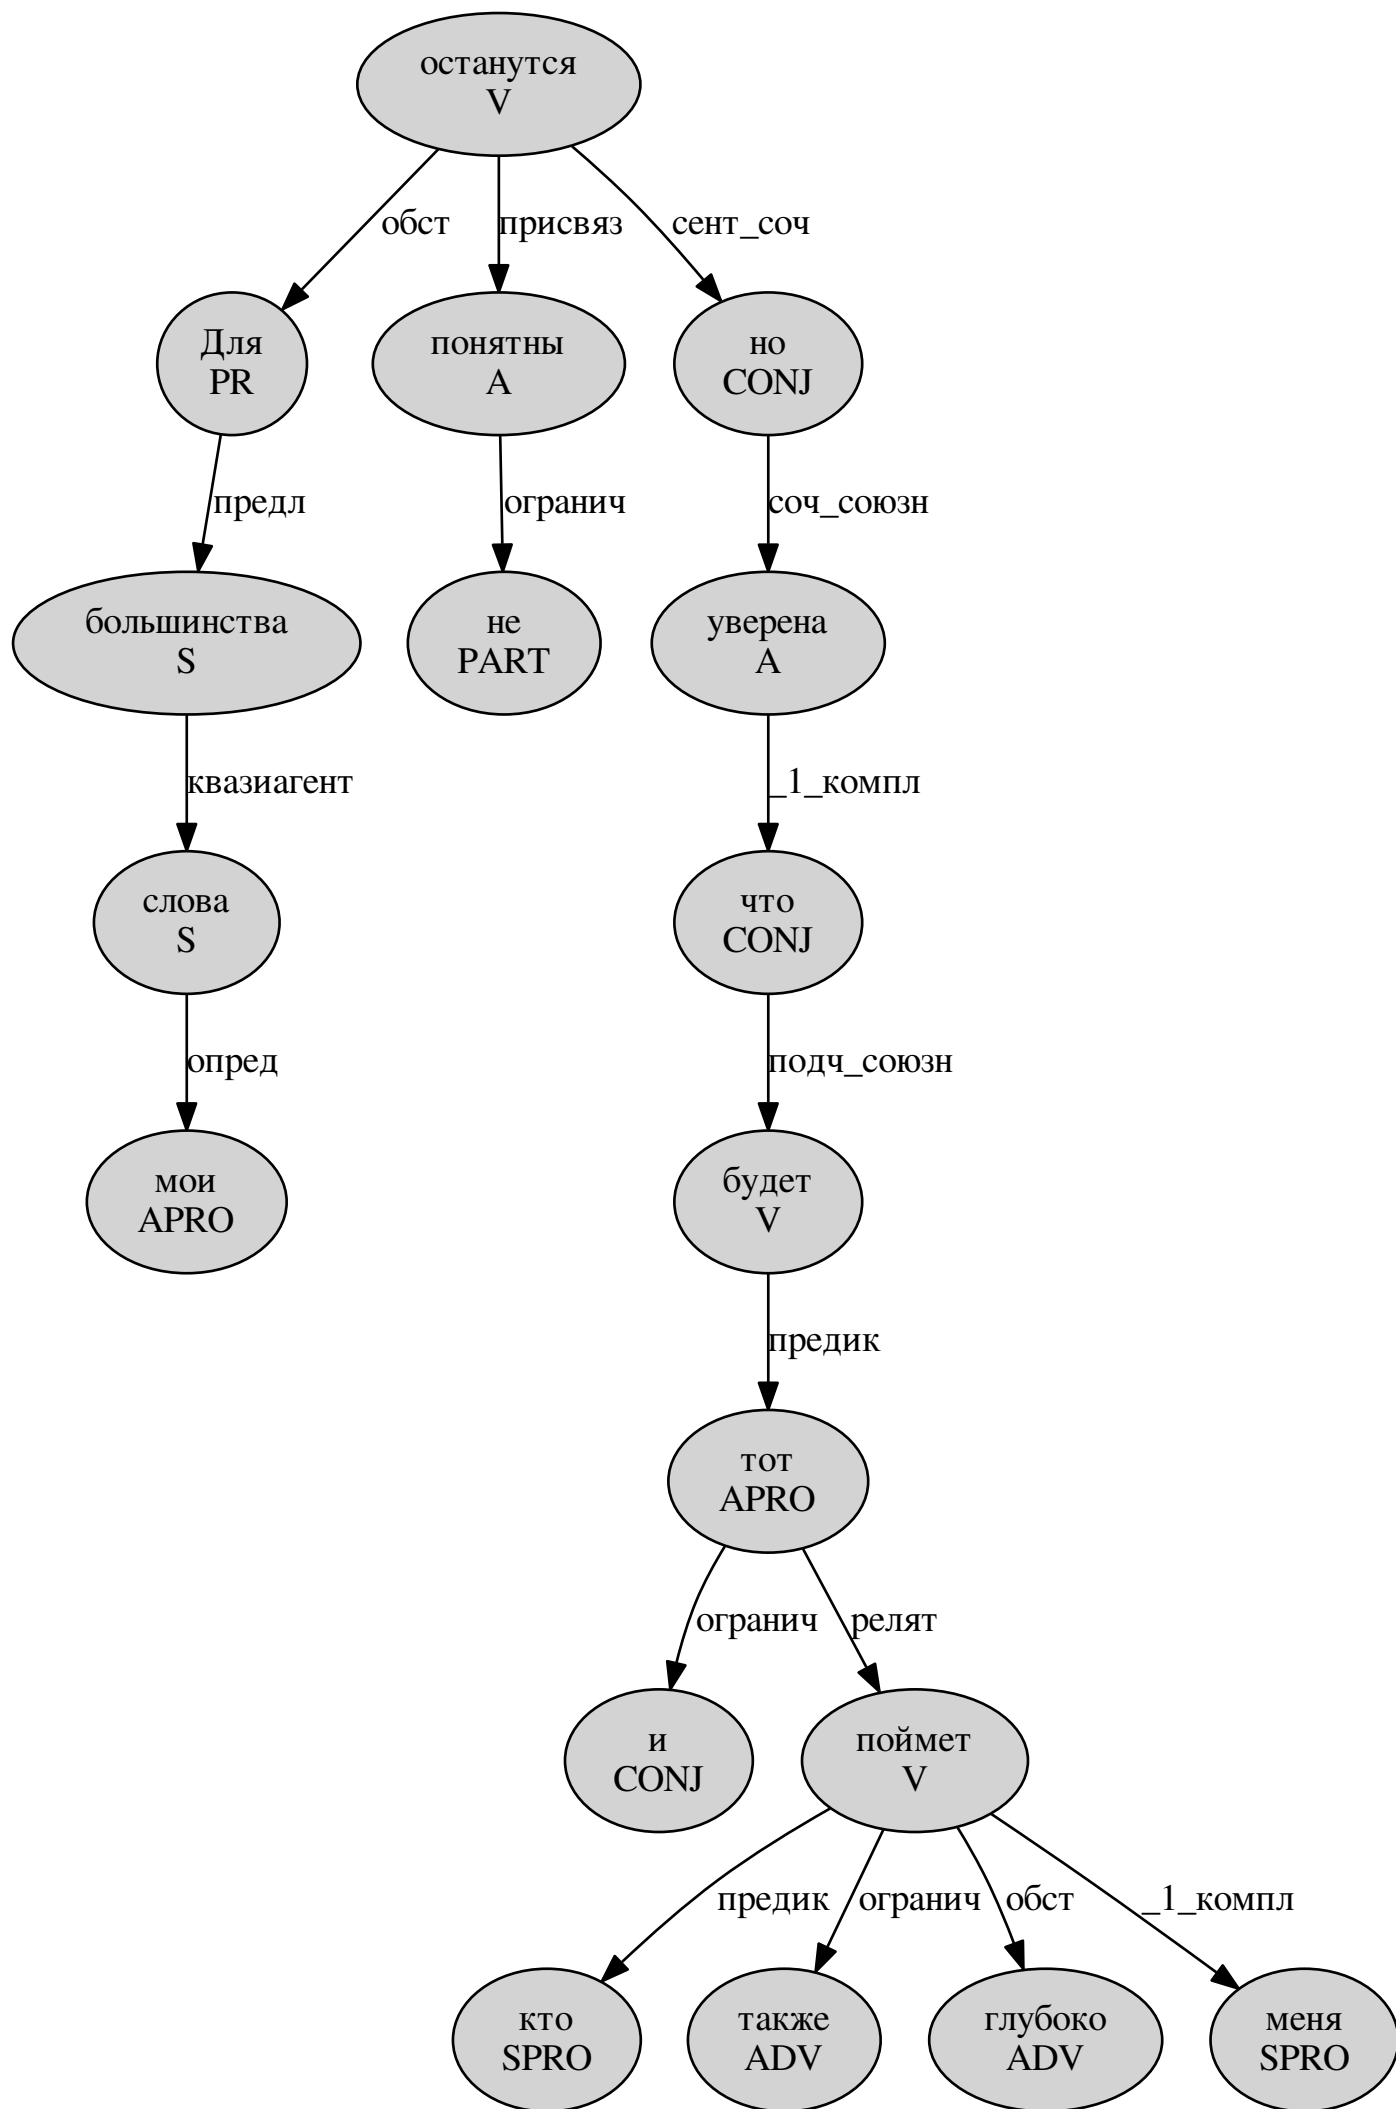 останутся
V
обст
присвяз
сент_соч
Для
PR
понятны
A
но
CONJ
предл
огранич
соч_союзн
большинства
S
не
PART
уверена
A
квазиагент
_1_компл
слова
S
что
CONJ
опред
подч_союзн
мои
APRO
будет
V
предик
тот
APRO
огранич
релят
и
CONJ
поймет
V
предик
огранич
обст
_1_компл
кто
SPRO
также
ADV
глубоко
ADV
меня
SPRO